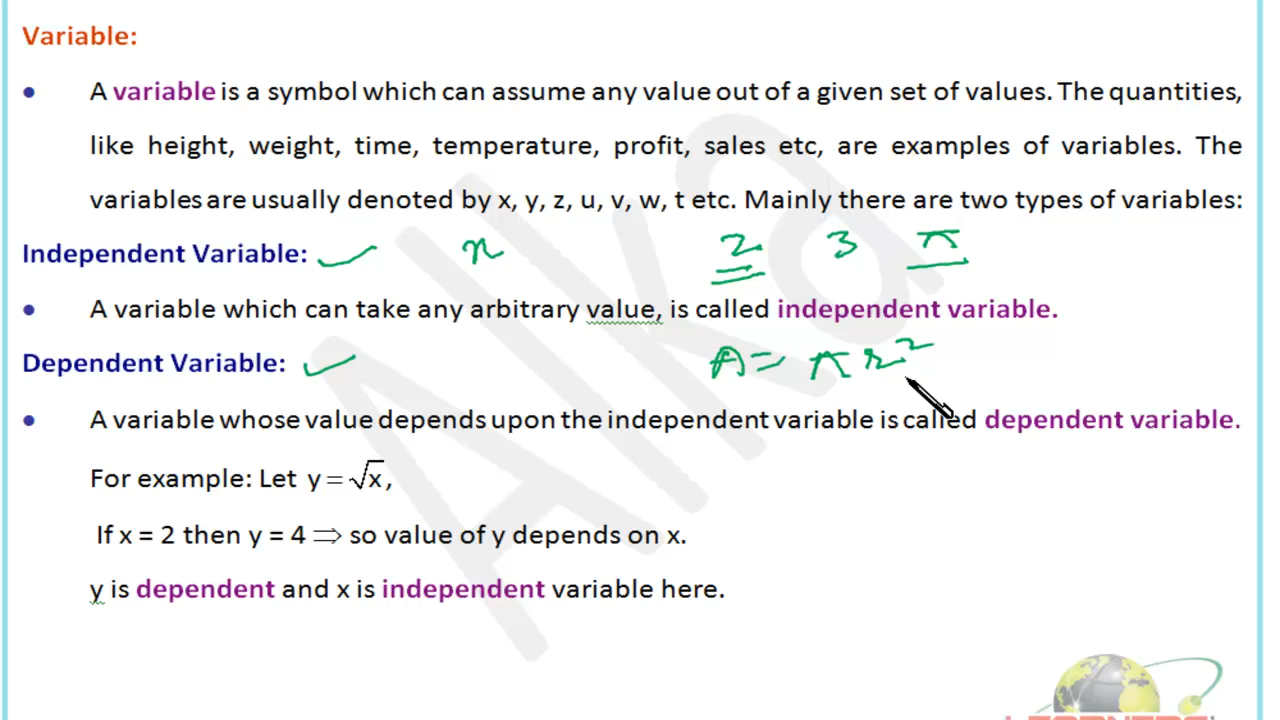 Variable:
• A variable is a symbol which can assume any value out of a given set of values. The quantities,
like height, weight, time, temperature, profit, sales etc, are examples of variables. The
variables are usually denoted by x, y, z, u, v, w, t etc. Mainly there are two types of variables:
Independent Variable: ✓ x 2 3 π
• A variable which can take any arbitrary value, is called independent variable.
Dependent Variable: ✓ A = π r²
• A variable whose value depends upon the independent variable is called dependent variable.
For example: Let y = √x,
If x = 2 then y = 4 ⟹ so value of y depends on x.
y is dependent and x is independent variable here.
Alka